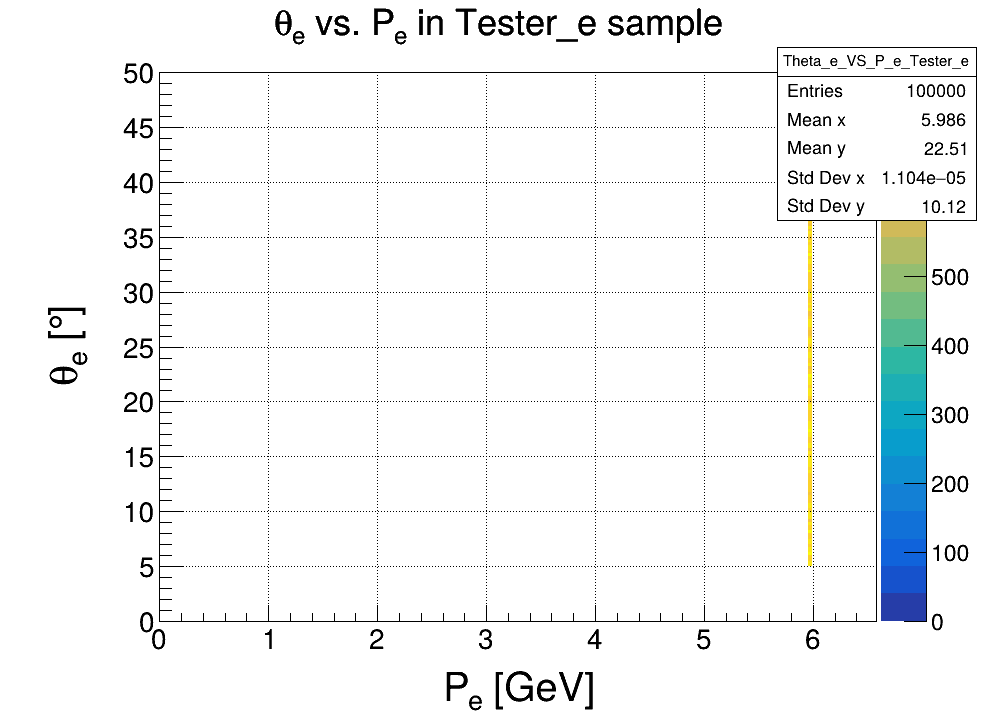 θe vs. Pe in Tester_e sample
Theta_e_VS_P_e_Tester_e
Entries 100000
Mean x 5.986
Mean y 22.51
Std Dev x 1.104e−05
Std Dev y 10.12
50
45
40
35
30
25
20
15
10
5
0
θe [°]
0 1 2 3 4 5 6
Pe [GeV]
500
400
300
200
100
0